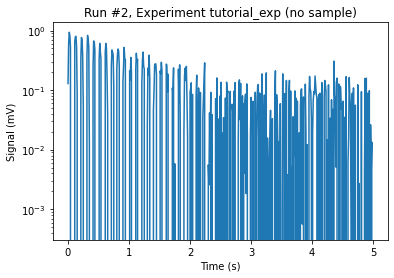 Run #2, Experiment tutorial_exp (no sample)
Signal (mV)
10⁰
10⁻¹
10⁻²
10⁻³
0 1 2 3 4 5
Time (s)